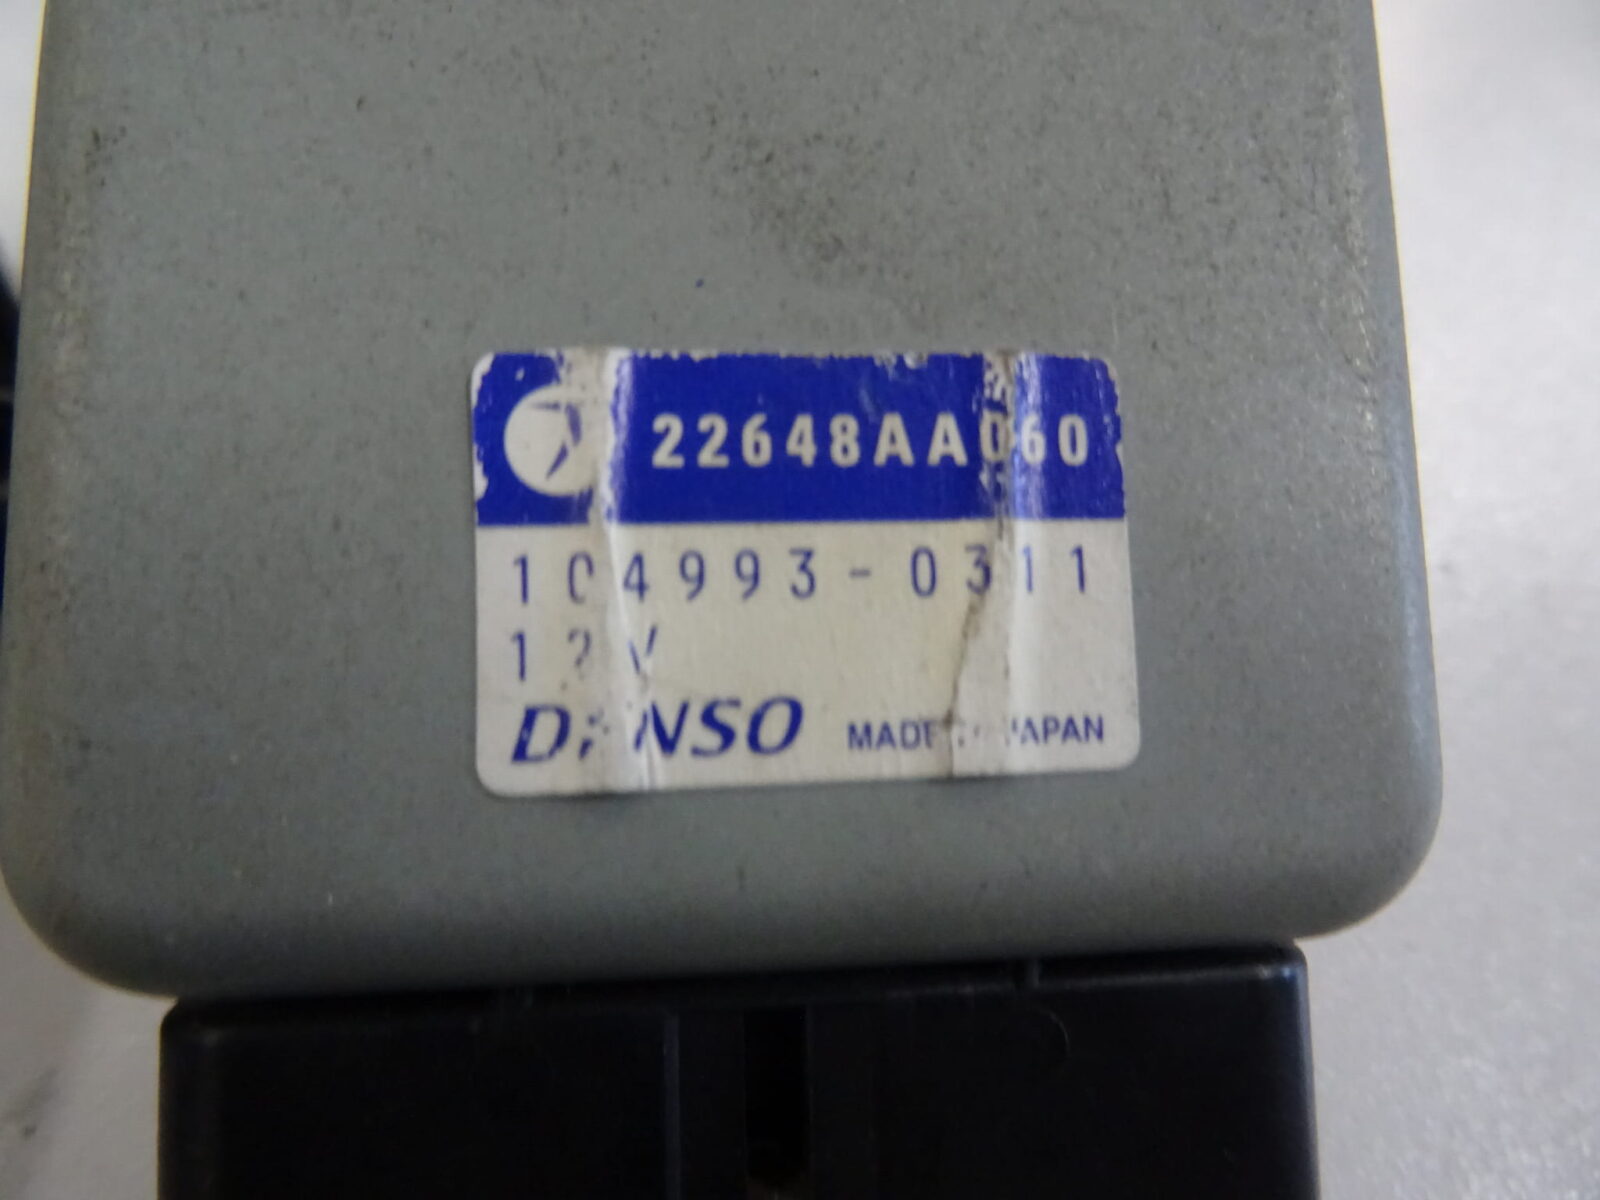 22648AA060
104993-0311
12V
DENSO MADE IN JAPAN